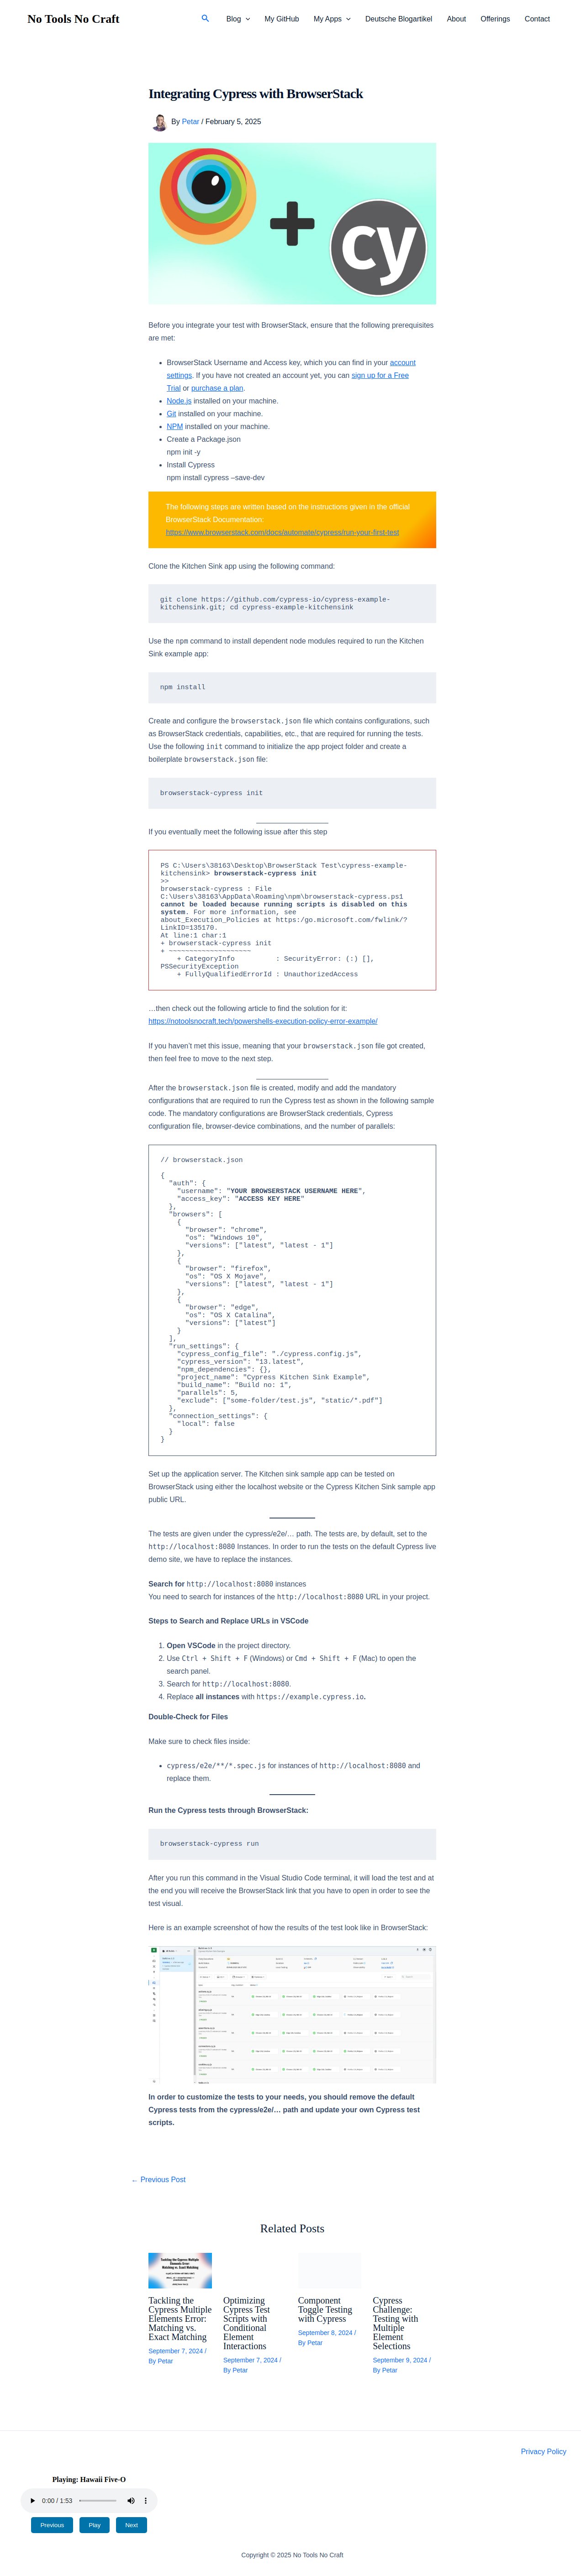 No Tools No Craft
Blog
My GitHub
My Apps
Deutsche Blogartikel
About
Offerings
Contact
Integrating Cypress with BrowserStack
By Petar / February 5, 2025
cy
Before you integrate your test with BrowserStack, ensure that the following prerequisites
are met:
• BrowserStack Username and Access key, which you can find in your account
settings. If you have not created an account yet, you can sign up for a Free
Trial or purchase a plan.
• Node.js installed on your machine.
• Git installed on your machine.
• NPM installed on your machine.
• Create a Package.json
npm init -y
• Install Cypress
npm install cypress –save-dev
The following steps are written based on the instructions given in the official
BrowserStack Documentation:
https://www.browserstack.com/docs/automate/cypress/run-your-first-test
Clone the Kitchen Sink app using the following command:
git clone https://github.com/cypress-io/cypress-example-
kitchensink.git; cd cypress-example-kitchensink
Use the npm command to install dependent node modules required to run the Kitchen
Sink example app:
npm install
Create and configure the browserstack.json file which contains configurations, such
as BrowserStack credentials, capabilities, etc., that are required for running the tests.
Use the following init command to initialize the app project folder and create a
boilerplate browserstack.json file:
browserstack-cypress init
If you eventually meet the following issue after this step
PS C:\Users\38163\Desktop\BrowserStack Test\cypress-example-
kitchensink> browserstack-cypress init
>>
browserstack-cypress : File
C:\Users\38163\AppData\Roaming\npm\browserstack-cypress.ps1
cannot be loaded because running scripts is disabled on this
system. For more information, see
about_Execution_Policies at https:/go.microsoft.com/fwlink/?
LinkID=135170.
At line:1 char:1
+ browserstack-cypress init
+ ~~~~~~~~~~~~~~~~~~~~
+ CategoryInfo : SecurityError: (:) [],
PSSecurityException
+ FullyQualifiedErrorId : UnauthorizedAccess
…then check out the following article to find the solution for it:
https://notoolsnocraft.tech/powershells-execution-policy-error-example/
If you haven't met this issue, meaning that your browserstack.json file got created,
then feel free to move to the next step.
After the browserstack.json file is created, modify and add the mandatory
configurations that are required to run the Cypress test as shown in the following sample
code. The mandatory configurations are BrowserStack credentials, Cypress
configuration file, browser-device combinations, and the number of parallels:
// browserstack.json
{
"auth": {
"username": "YOUR BROWSERSTACK USERNAME HERE",
"access_key": "ACCESS KEY HERE"
},
"browsers": [
{
"browser": "chrome",
"os": "Windows 10",
"versions": ["latest", "latest - 1"]
},
{
"browser": "firefox",
"os": "OS X Mojave",
"versions": ["latest", "latest - 1"]
},
{
"browser": "edge",
"os": "OS X Catalina",
"versions": ["latest"]
}
],
"run_settings": {
"cypress_config_file": "./cypress.config.js",
"cypress_version": "13.latest",
"npm_dependencies": {},
"project_name": "Cypress Kitchen Sink Example",
"build_name": "Build no: 1",
"parallels": 5,
"exclude": ["some-folder/test.js", "static/*.pdf"]
},
"connection_settings": {
"local": false
}
}
Set up the application server. The Kitchen sink sample app can be tested on
BrowserStack using either the localhost website or the Cypress Kitchen Sink sample app
public URL.
The tests are given under the cypress/e2e/… path. The tests are, by default, set to the
http://localhost:8080 Instances. In order to run the tests on the default Cypress live
demo site, we have to replace the instances.
Search for http://localhost:8080 instances
You need to search for instances of the http://localhost:8080 URL in your project.
Steps to Search and Replace URLs in VSCode
1. Open VSCode in the project directory.
2. Use Ctrl + Shift + F (Windows) or Cmd + Shift + F (Mac) to open the
search panel.
3. Search for http://localhost:8080.
4. Replace all instances with https://example.cypress.io.
Double-Check for Files
Make sure to check files inside:
• cypress/e2e/**/*.spec.js for instances of http://localhost:8080 and
replace them.
Run the Cypress tests through BrowserStack:
browserstack-cypress run
After you run this command in the Visual Studio Code terminal, it will load the test and at
the end you will receive the BrowserStack link that you have to open in order to see the
test visual.
Here is an example screenshot of how the results of the test look like in BrowserStack:
In order to customize the tests to your needs, you should remove the default
Cypress tests from the cypress/e2e/… path and update your own Cypress test
scripts.
← Previous Post
Related Posts
Tackling the
Cypress Multiple
Elements Error:
Matching vs.
Exact Matching
September 7, 2024 /
By Petar
Optimizing
Cypress Test
Scripts with
Conditional
Element
Interactions
September 7, 2024 /
By Petar
Component
Toggle Testing
with Cypress
September 8, 2024 /
By Petar
Cypress
Challenge:
Testing with
Multiple
Element
Selections
September 9, 2024 /
By Petar
Privacy Policy
Playing: Hawaii Five-O
0:00 / 1:53
Previous
Play
Next
Copyright © 2025 No Tools No Craft